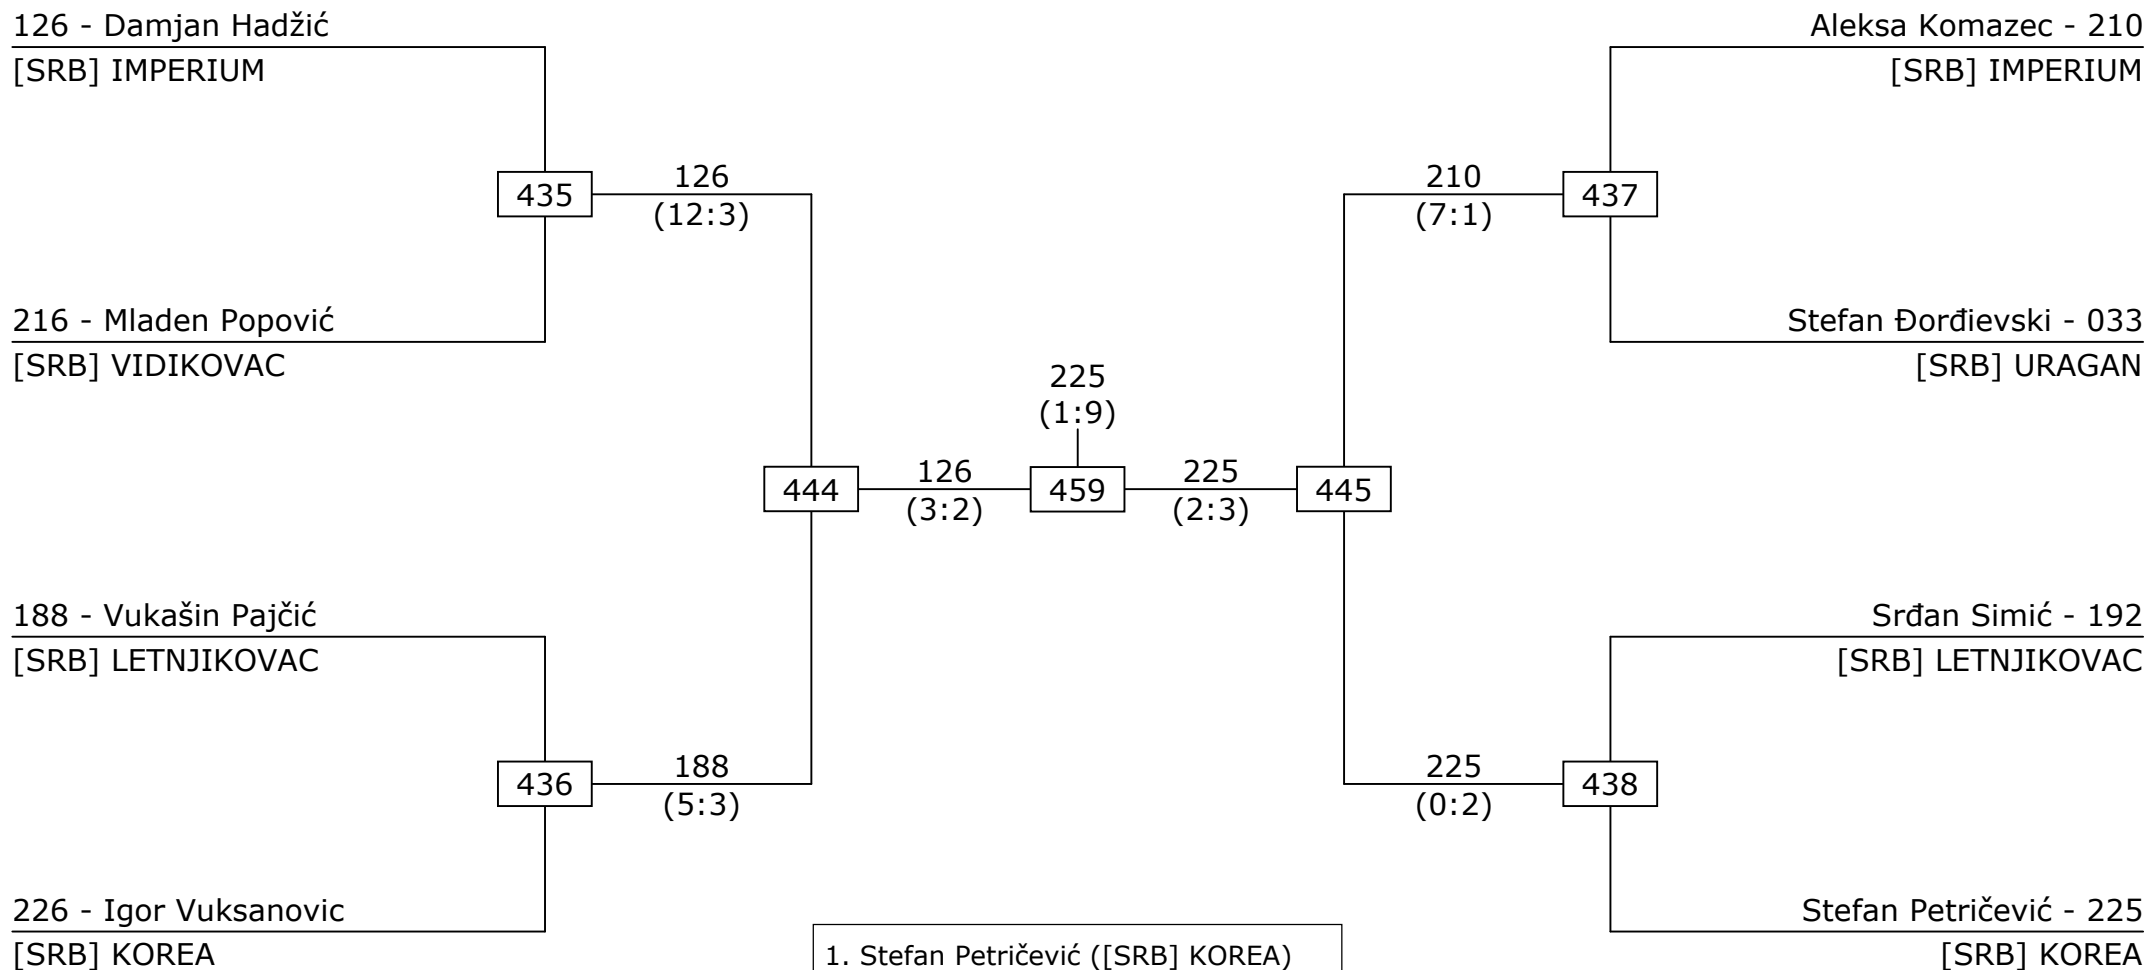 126 - Damjan Hadžić
[SRB] IMPERIUM
Aleksa Komazec - 210
[SRB] IMPERIUM
435
126
(12:3)
210
(7:1)
437
216 - Mladen Popović
[SRB] VIDIKOVAC
Stefan Đorđievski - 033
[SRB] URAGAN
225
(1:9)
444
126
(3:2)
459
225
(2:3)
445
188 - Vukašin Pajčić
[SRB] LETNJIKOVAC
Srđan Simić - 192
[SRB] LETNJIKOVAC
436
188
(5:3)
225
(0:2)
438
226 - Igor Vuksanovic
[SRB] KOREA
Stefan Petričević - 225
[SRB] KOREA
1. Stefan Petričević ([SRB] KOREA)